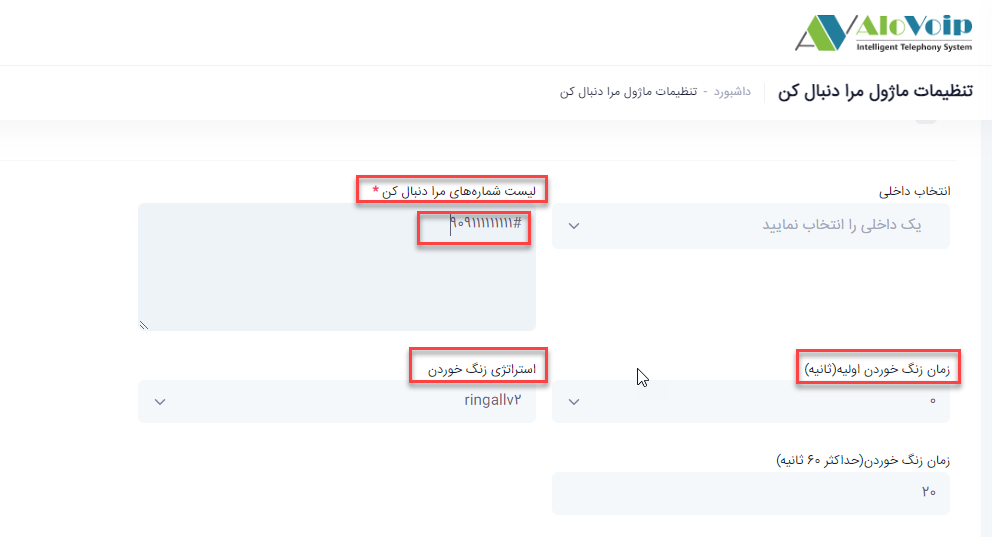 AloVoip
Intelligent Telephony System
تنظیمات ماژول مرا دنبال کن
داشبورد - تنظیمات ماژول مرا دنبال کن
انتخاب داخلی
یک داخلی را انتخاب نمایید
لیست شماره‌های مرا دنبال کن *
۹۰۹۱۱۱۱۱۱۱۱۱#
زمان زنگ خوردن اولیه(ثانیه)
۰
استراتژی زنگ خوردن
ringallv۲
زمان زنگ خوردن(حداکثر ۶۰ ثانیه)
۲۰